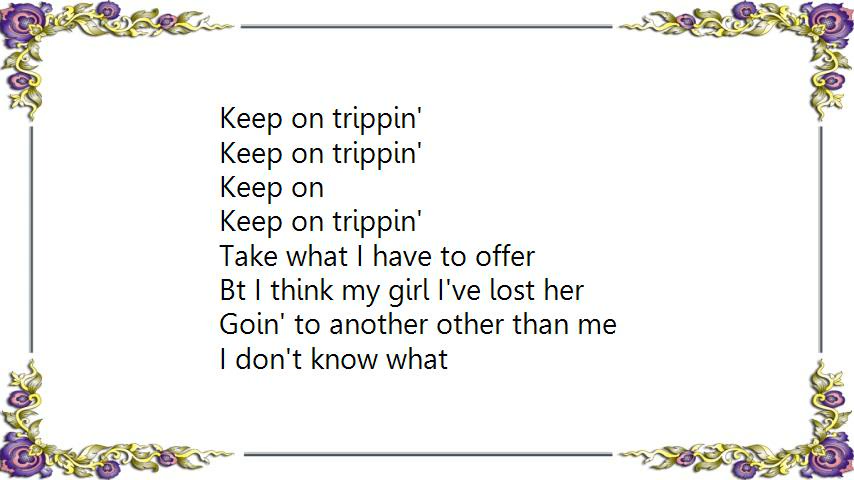 Keep on trippin'
Keep on trippin'
Keep on
Keep on trippin'
Take what I have to offer
Bt I think my girl I've lost her
Goin' to another other than me
I don't know what